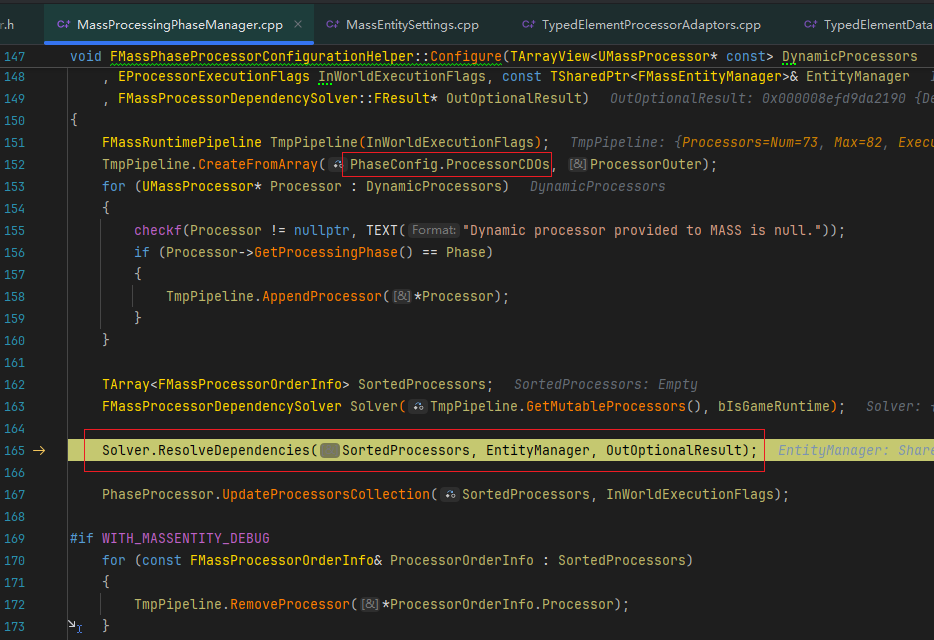 r.h MassProcessingPhaseManager.cpp × MassEntitySettings.cpp TypedElementProcessorAdaptors.cpp TypedElementData
147 void FMassPhaseProcessorConfigurationHelper::Configure(TArrayView<UMassProcessor* const> DynamicProcessors
148 , EProcessorExecutionFlags InWorldExecutionFlags, const TSharedPtr<FMassEntityManager>& EntityManager
149 , FMassProcessorDependencySolver::FResult* OutOptionalResult) OutOptionalResult: 0x000008efd9da2190 {De
150 {
151 FMassRuntimePipeline TmpPipeline(InWorldExecutionFlags); TmpPipeline: {Processors=Num=73, Max=82, Execu
152 TmpPipeline.CreateFromArray( PhaseConfig.ProcessorCDOs, [&] ProcessorOuter);
153 for (UMassProcessor* Processor : DynamicProcessors) DynamicProcessors
154 {
155 checkf(Processor != nullptr, TEXT( Format: "Dynamic processor provided to MASS is null."));
156 if (Processor->GetProcessingPhase() == Phase)
157 {
158 TmpPipeline.AppendProcessor( [&] *Processor);
159 }
160 }
161
162 TArray<FMassProcessorOrderInfo> SortedProcessors; SortedProcessors: Empty
163 FMassProcessorDependencySolver Solver( TmpPipeline.GetMutableProcessors(), bIsGameRuntime); Solver: {
164
165 Solver.ResolveDependencies( SortedProcessors, EntityManager, OutOptionalResult); EntityManager: Share
166
167 PhaseProcessor.UpdateProcessorsCollection( SortedProcessors, InWorldExecutionFlags);
168
169 #if WITH_MASSENTITY_DEBUG
170 for (const FMassProcessorOrderInfo& ProcessorOrderInfo : SortedProcessors)
171 {
172 TmpPipeline.RemoveProcessor( [&] *ProcessorOrderInfo.Processor);
173 }